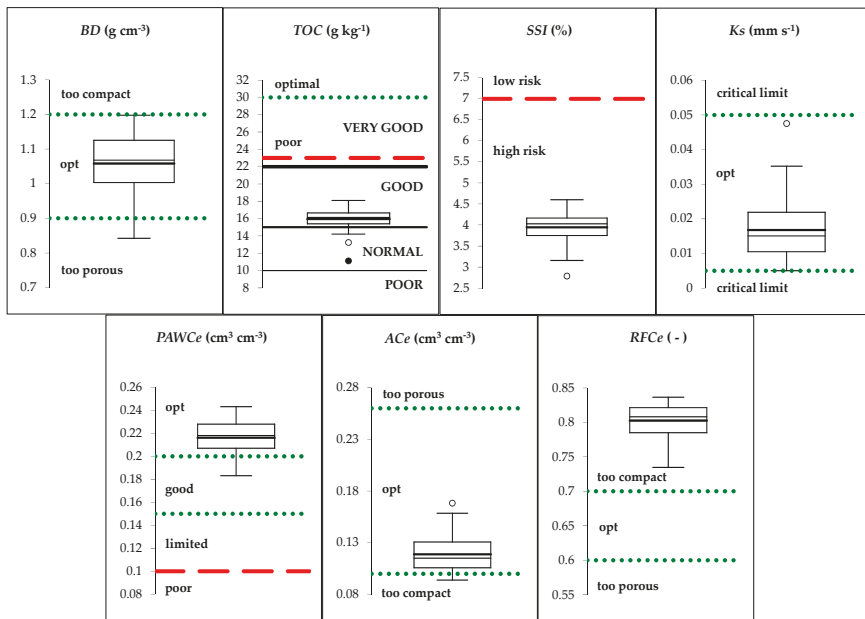 BD (g cm-3)
1.3
too compact
1.2
1.1
opt
1
0.9
0.8
too porous
0.7
TOC (g kg-1)
32
optimal
30
28
VERY GOOD
26
poor
24
22
20
GOOD
18
16
14
NORMAL
12
10
POOR
8
SSI (%)
7.5
low risk
7
6.5
6
high risk
5.5
5
4.5
4
3.5
3
2.5
Ks (mm s-1)
0.06
critical limit
0.05
0.04
opt
0.03
0.02
0.01
critical limit
0
PAWCe (cm3 cm-3)
0.26
opt
0.24
0.22
0.2
good
0.18
0.16
0.14
limited
0.12
0.1
poor
0.08
ACe (cm3 cm-3)
0.28
too porous
0.23
opt
0.18
0.13
too compact
0.08
RFCe ( - )
0.85
0.8
0.75
too compact
0.7
opt
0.65
0.6
too porous
0.55